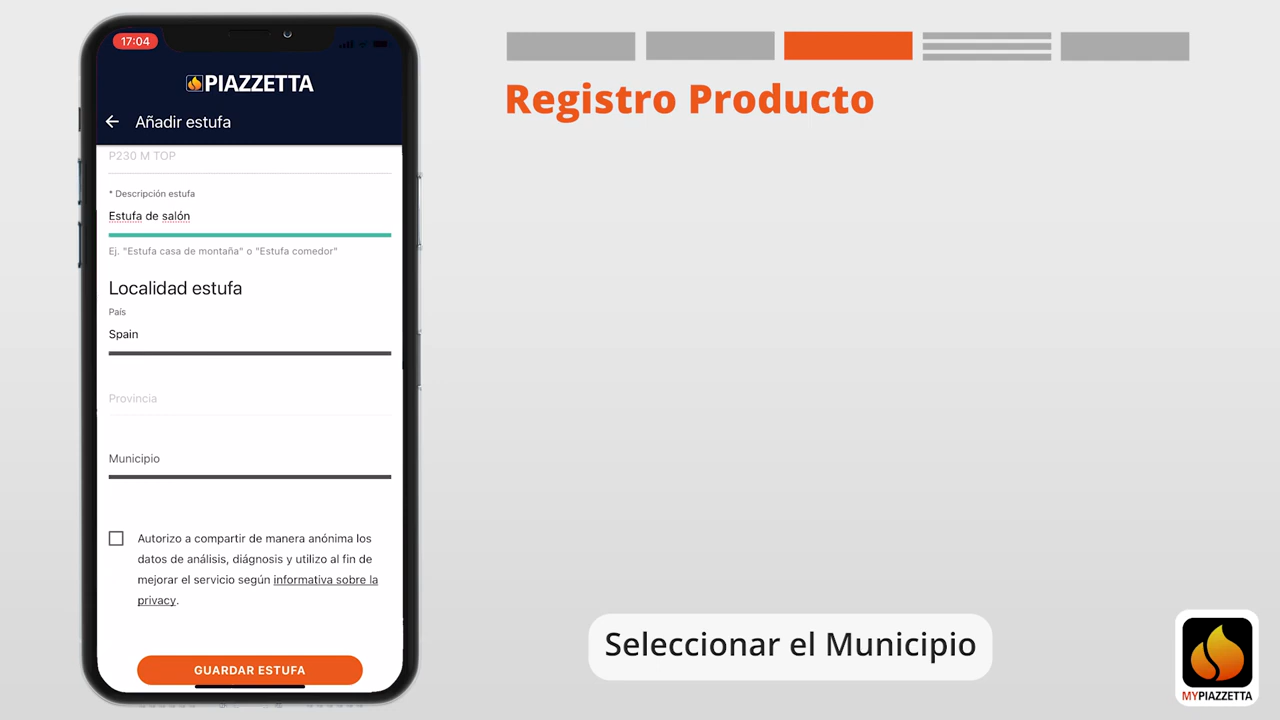 17:04
PIAZZETTA
Añadir estufa
P230 M TOP
* Descripción estufa
Estufa de salón
Ej. "Estufa casa de montaña" o "Estufa comedor"
Localidad estufa
País
Spain
Provincia
Municipio
Autorizo a compartir de manera anónima los
datos de análisis, diágnosis y utilizo al fin de
mejorar el servicio según informativa sobre la
privacy.
GUARDAR ESTUFA
Registro Producto
Seleccionar el Municipio
MYPIAZZETTA